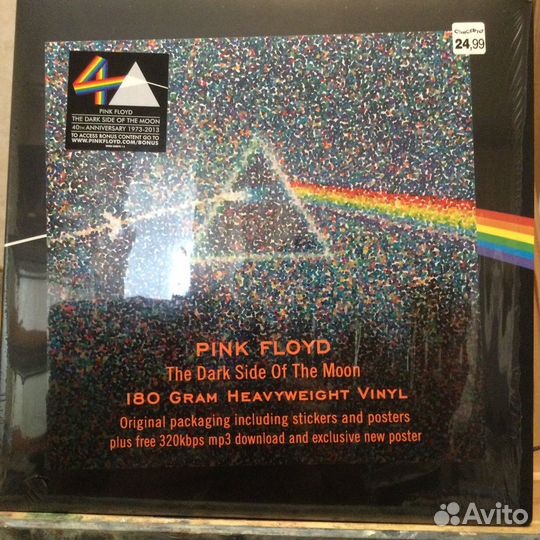 24,99
40
PINK FLOYD
THE DARK SIDE OF THE MOON
40TH ANNIVERSARY 1973-2013
TO ACCESS BONUS CONTENT GO TO
WWW.PINKFLOYD.COM/BONUS
PINK FLOYD
The Dark Side Of The Moon
180 GRAM HEAVYWEIGHT VINYL
Original packaging including stickers and posters
plus free 320kbps mp3 download and exclusive new poster
Avito